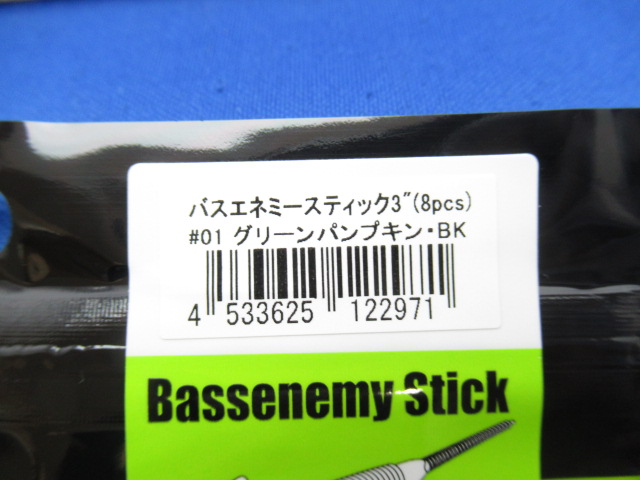 バスエネミースティック3"(8pcs)
#01 グリーンパンプキン・BK
4 533625 122971
Bassenemy Stick